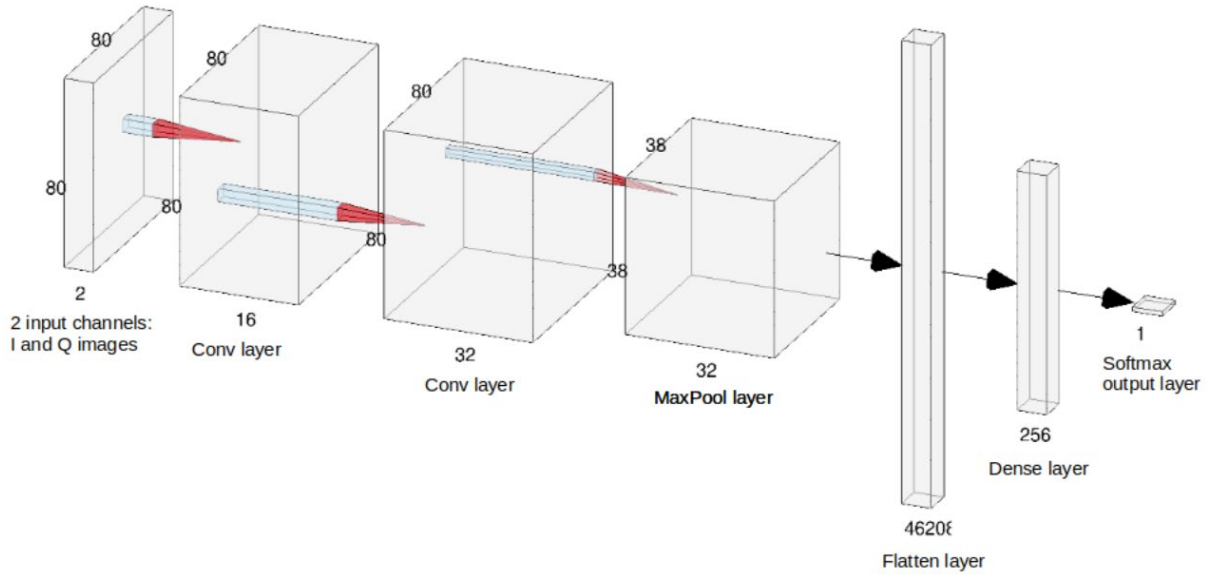 80
80
80
80
80
80
38
38
2
2 input channels:
I and Q images
16
Conv layer
32
Conv layer
32
MaxPool layer
46208
Flatten layer
256
Dense layer
1
Softmax
output layer